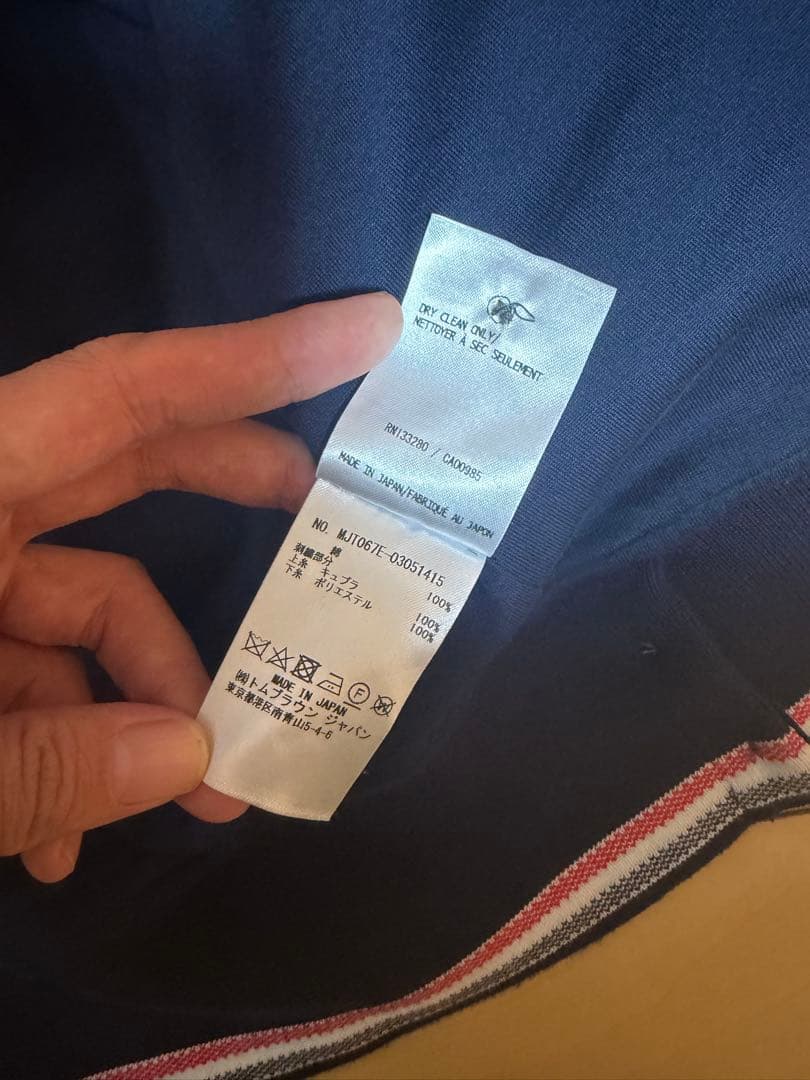 DRY CLEAN ONLY/
NETTOYER À SEC SEULEMENT
RN133280 / CA00985
MADE IN JAPAN/FABRIQUÉ AU JAPON
NO. MJT067E-03051415
綿 100%
刺繍部分
上糸 キュプラ 100%
下糸 ポリエステル 100%
F
MADE IN JAPAN
㈱トムブラウン ジャパン
東京都港区南青山5-4-6